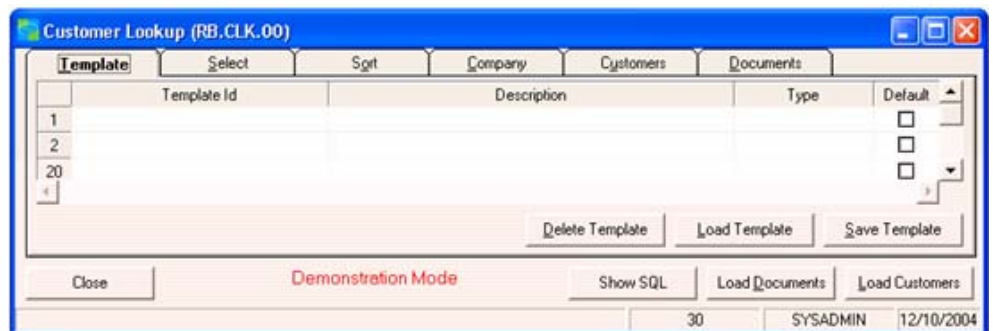 Customer Lookup (RB.CLK.00)
Template Select Sort Company Customers Documents
Template Id Description Type Default
1
2
20
Delete Template Load Template Save Template
Close Demonstration Mode Show SQL Load Documents Load Customers
30 SYSADMIN 12/10/2004